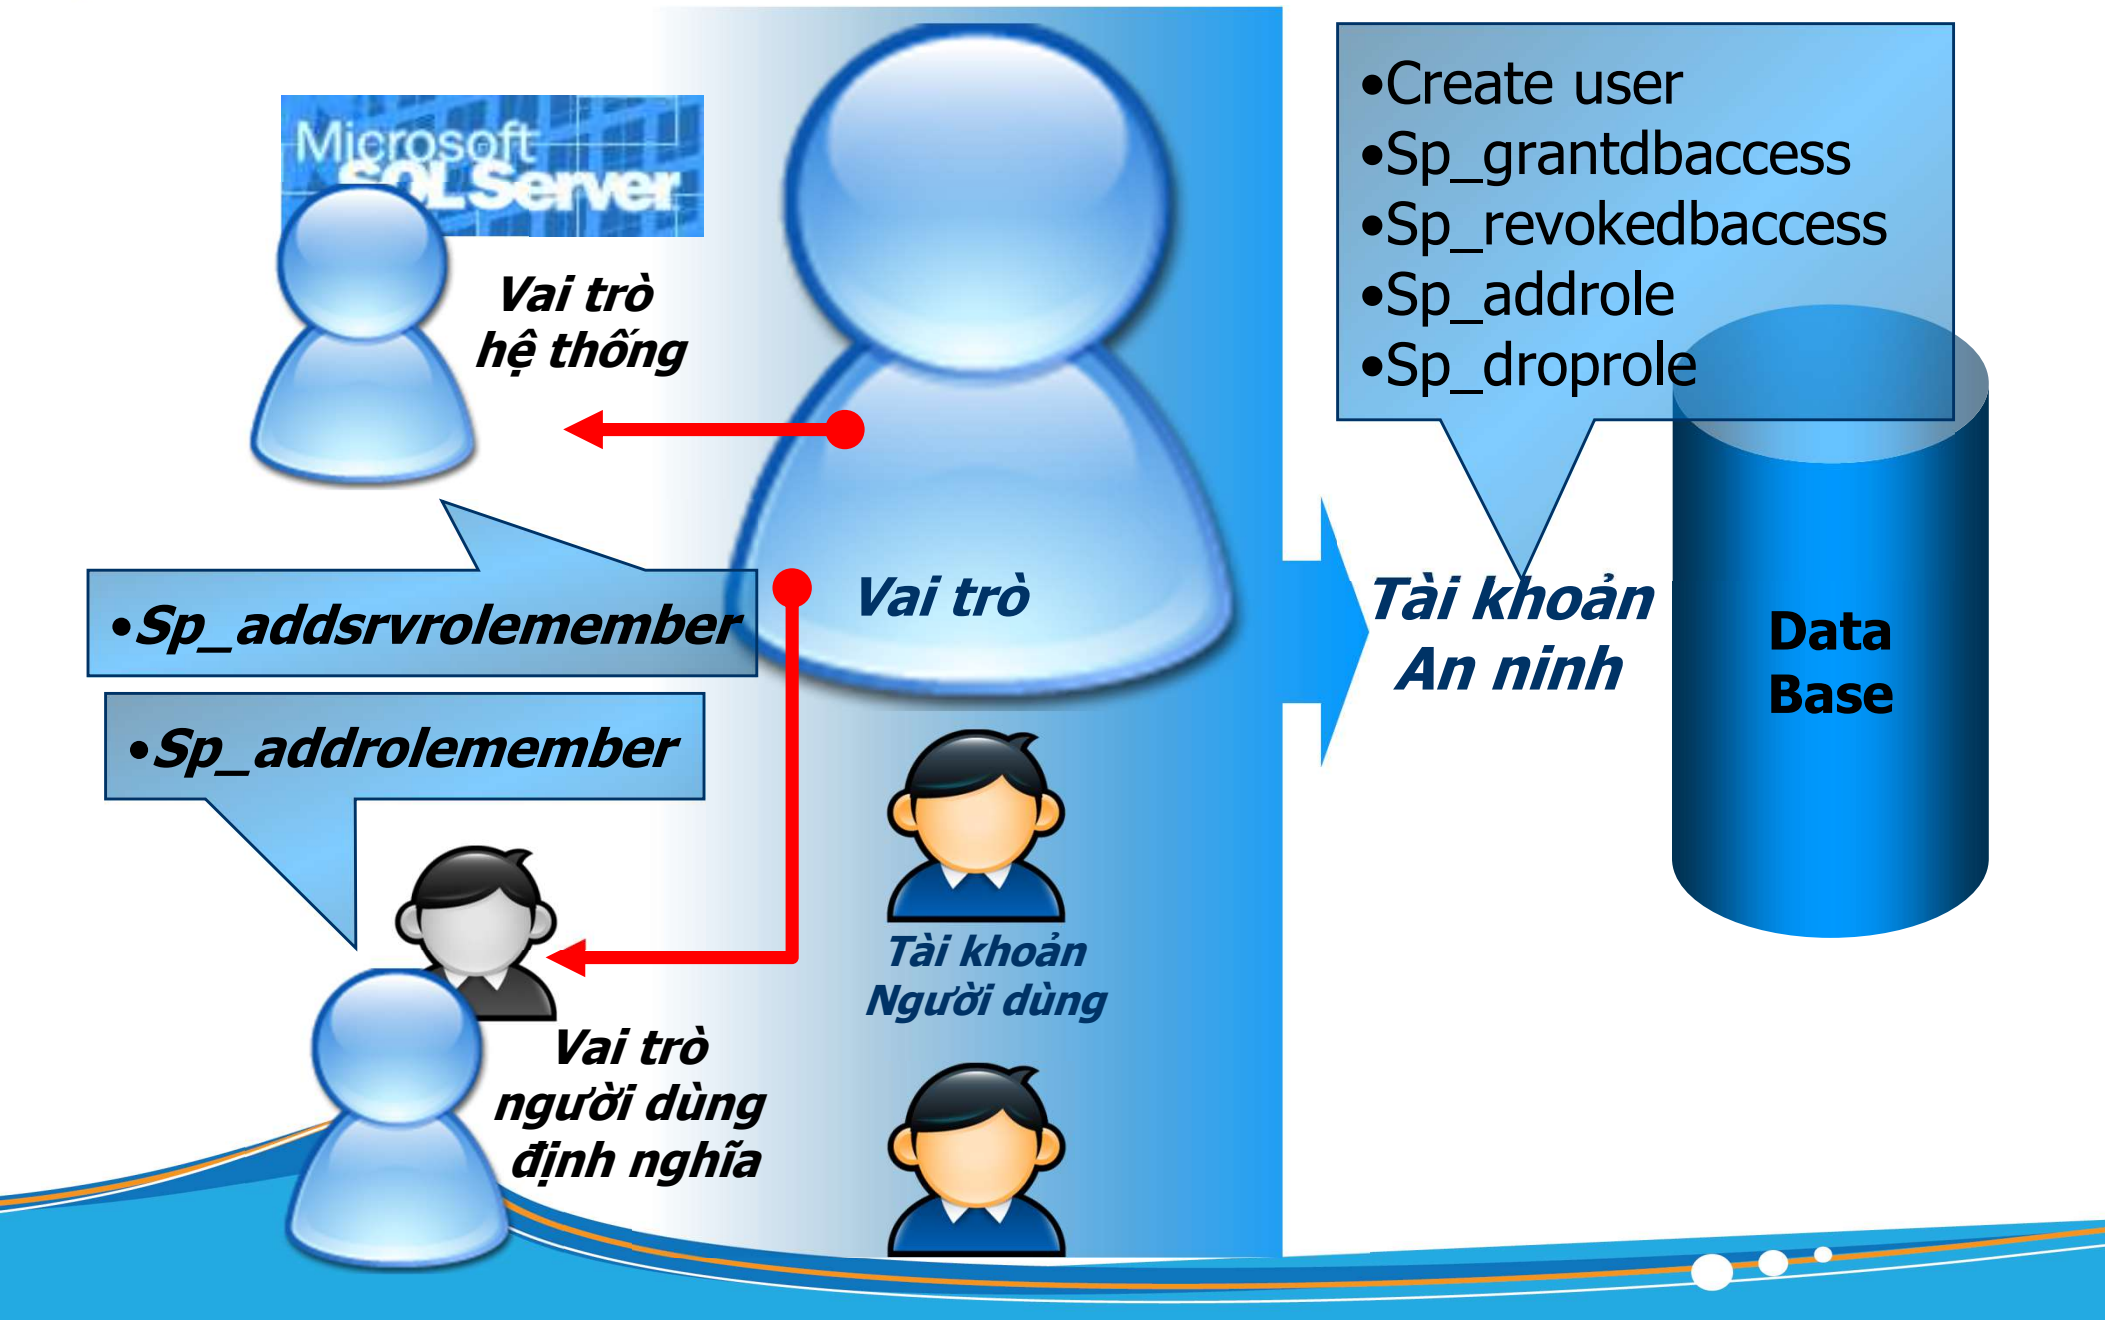 Microsoft
SQL Server
Vai trò
hệ thống
•Sp_addsrvrolemember
•Sp_addrolemember
Vai trò
người dùng
định nghĩa
Vai trò
Tài khoản
Người dùng
•Create user
•Sp_grantdbaccess
•Sp_revokedbaccess
•Sp_addrole
•Sp_droprole
Tài khoản
An ninh
Data
Base